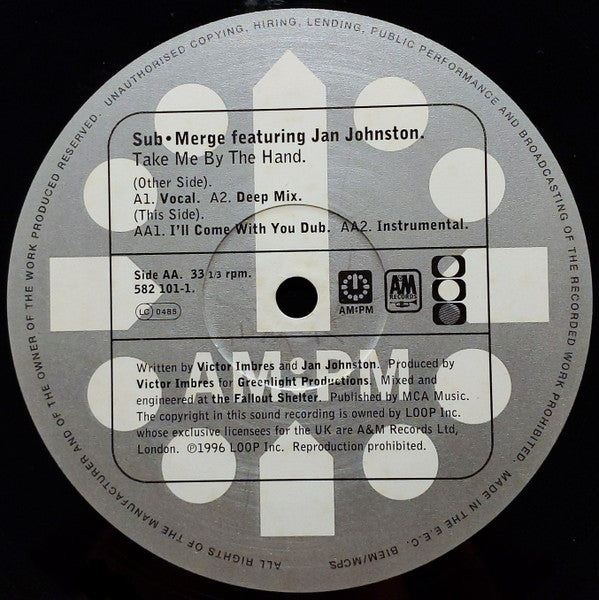 ALL RIGHTS OF THE MANUFACTURER AND OF THE OWNER OF THE WORK PRODUCED RESERVED. UNAUTHORISED COPYING, HIRING, LENDING, PUBLIC PERFORMANCE AND BROADCASTING OF THE RECORDED WORK PROHIBITED. MADE IN THE E.E.C. BIEM/MCPS
Sub•Merge featuring Jan Johnston.
Take Me By The Hand.
(Other Side).
A1. Vocal. A2. Deep Mix.
(This Side).
AA1. I'll Come With You Dub. AA2. Instrumental.
Side AA. 33 1/3 rpm.
582 101-1.
LC 0485
AM:PM
A&M
RECORDS
AM:PM
Written by Victor Imbres and Jan Johnston. Produced by
Victor Imbres for Greenlight Productions. Mixed and
engineered at the Fallout Shelter. Published by MCA Music.
The copyright in this sound recording is owned by LOOP Inc.
whose exclusive licensees for the UK are A&M Records Ltd,
London. ℗1996 LOOP Inc. Reproduction prohibited.